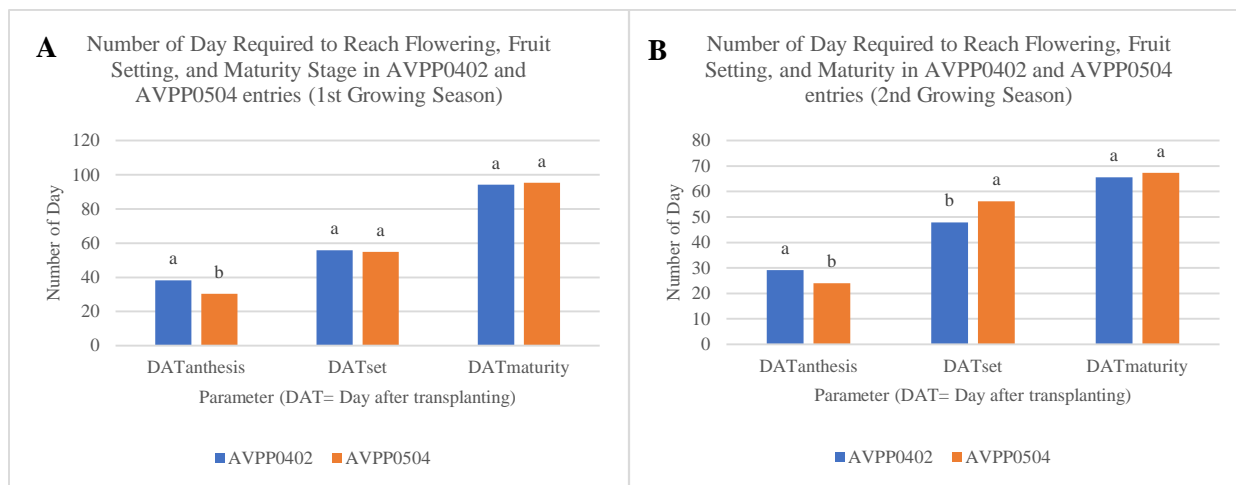 A
Number of Day Required to Reach Flowering, Fruit
Setting, and Maturity Stage in AVPP0402 and
AVPP0504 entries (1st Growing Season)
120
100
80
60
40
20
0
Number of Day
a
b
a
a
a
a
DATanthesis
DATset
DATmaturity
Parameter (DAT= Day after transplanting)
AVPP0402
AVPP0504
B
Number of Day Required to Reach Flowering, Fruit
Setting, and Maturity in AVPP0402 and AVPP0504
entries (2nd Growing Season)
80
70
60
50
40
30
20
10
0
Number of Day
a
b
b
a
a
a
DATanthesis
DATset
DATmaturity
Parameter (DAT= Day after transplanting)
AVPP0402
AVPP0504